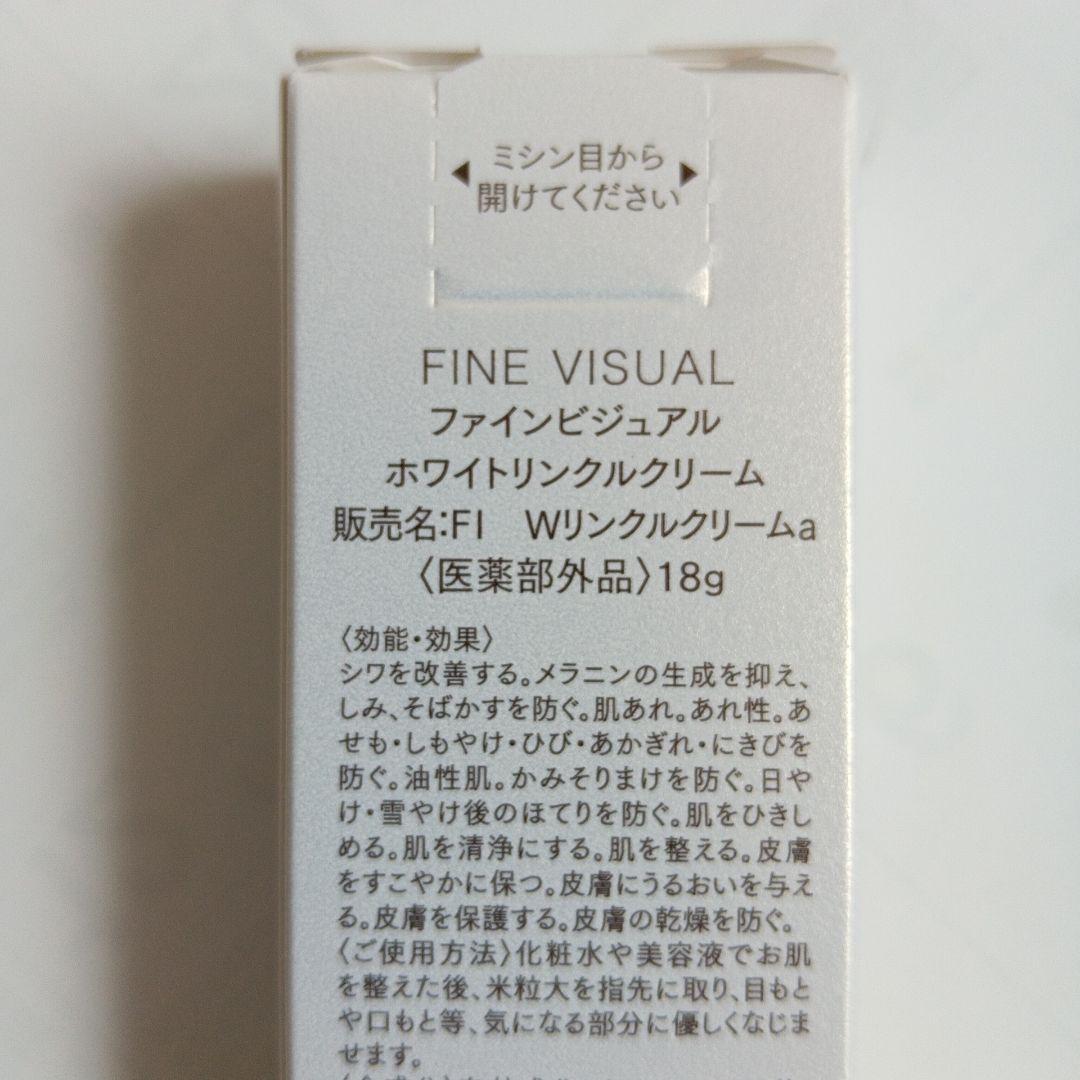 ミシン目から
開けてください
FINE VISUAL
ファインビジュアル
ホワイトリンクルクリーム
販売名:FI Wリンクルクリームa
〈医薬部外品〉18g
〈効能・効果〉
シワを改善する。メラニンの生成を抑え、
しみ、そばかすを防ぐ。肌あれ。あれ性。あ
せも・しもやけ・ひび・あかぎれ・にきびを
防ぐ。油性肌。かみそりまけを防ぐ。日や
け・雪やけ後のほてりを防ぐ。肌をひきし
める。肌を清浄にする。肌を整える。皮膚
をすこやかに保つ。皮膚にうるおいを与え
る。皮膚を保護する。皮膚の乾燥を防ぐ。
〈ご使用方法〉化粧水や美容液でお肌
を整えた後、米粒大を指先に取り、目もと
や口もと等、気になる部分に優しくなじま
せます。